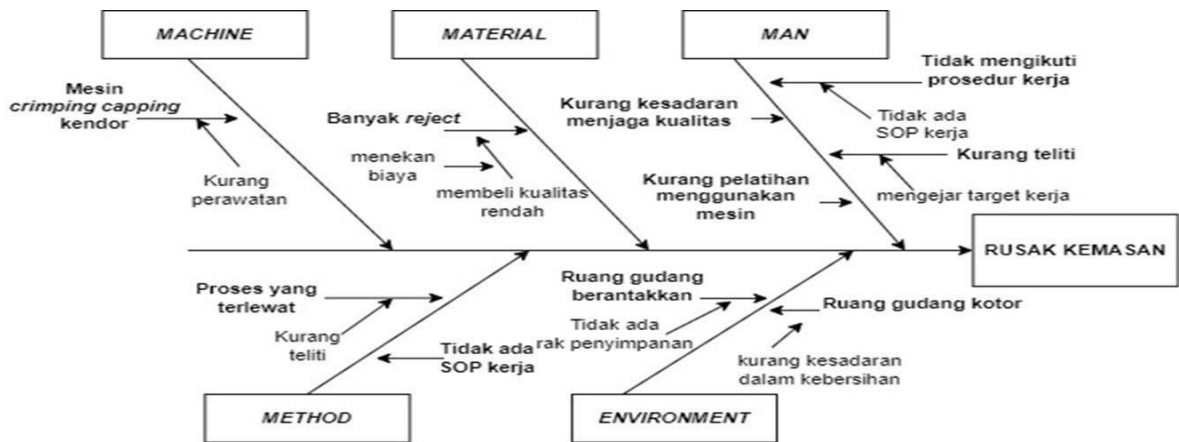 MACHINE
MATERIAL
MAN
Mesin
crimping capping
kendor
Kurang
perawatan
Banyak reject
menekan
biaya
membeli kualitas
rendah
Kurang kesadaran
menjaga kualitas
Kurang pelatihan
menggunakan
mesin
Tidak mengikuti
prosedur kerja
Tidak ada
SOP kerja
Kurang teliti
mengejar target kerja
RUSAK KEMASAN
Proses yang
terlewat
Kurang
teliti
Tidak ada
SOP kerja
Ruang gudang
berantakkan
Tidak ada
rak penyimpanan
Ruang gudang kotor
kurang kesadaran
dalam kebersihan
METHOD
ENVIRONMENT